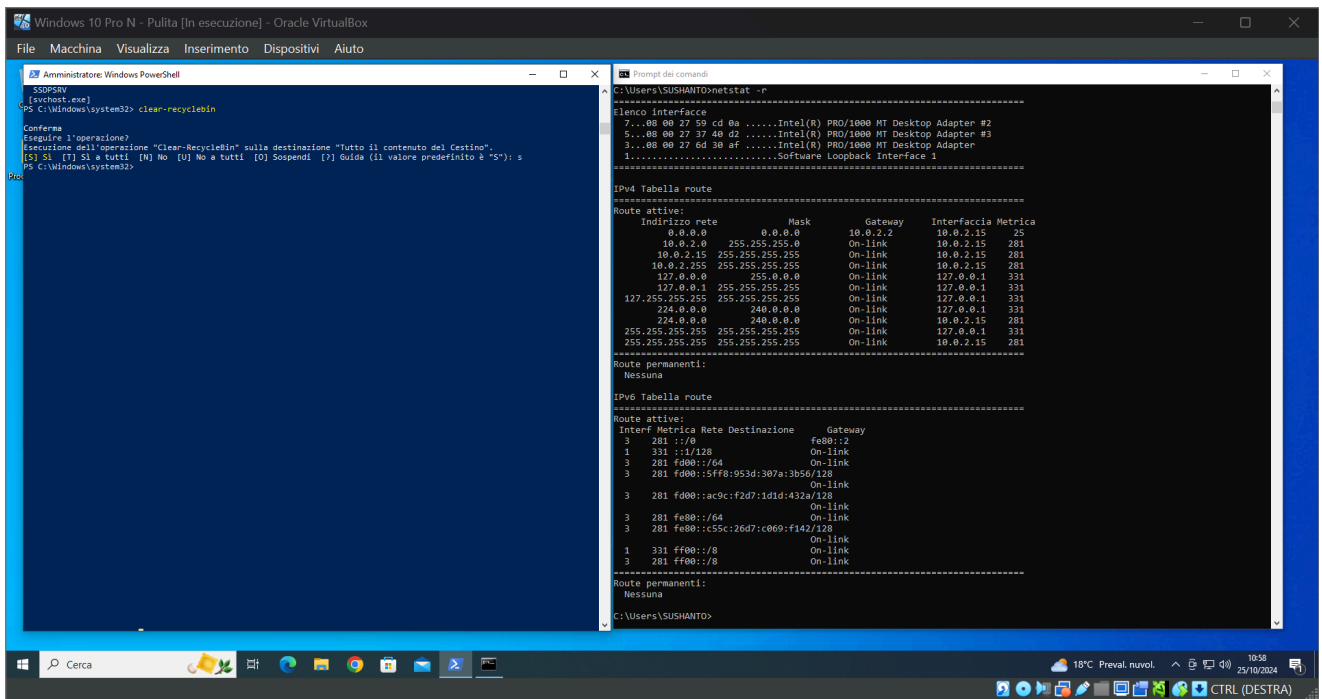 Windows 10 Pro N - Pulita [In esecuzione] - Oracle VirtualBox
File Macchina Visualizza Inserimento Dispositivi Aiuto
Amministratore: Windows PowerShell
SSDPSRV
[svchost.exe]
PS C:\Windows\system32> clear-recyclebin
Conferma
Eseguire l'operazione?
Esecuzione dell'operazione "Clear-RecycleBin" sulla destinazione "Tutto il contenuto del Cestino".
[S] Sì [T] Sì a tutti [N] No [U] No a tutti [O] Sospendi [?] Guida (il valore predefinito è "S"): s
PS C:\Windows\system32>
Prompt dei comandi
C:\Users\SUSHANTO>netstat -r
===========================================================================
Elenco interfacce
7...08 00 27 59 cd 0a ......Intel(R) PRO/1000 MT Desktop Adapter #2
5...08 00 27 37 40 d2 ......Intel(R) PRO/1000 MT Desktop Adapter #3
3...08 00 27 6d 30 af ......Intel(R) PRO/1000 MT Desktop Adapter
1...........................Software Loopback Interface 1
===========================================================================
IPv4 Tabella route
===========================================================================
Route attive:
Indirizzo rete Mask Gateway Interfaccia Metrica
0.0.0.0 0.0.0.0 10.0.2.2 10.0.2.15 25
10.0.2.0 255.255.255.0 On-link 10.0.2.15 281
10.0.2.15 255.255.255.255 On-link 10.0.2.15 281
10.0.2.255 255.255.255.255 On-link 10.0.2.15 281
127.0.0.0 255.0.0.0 On-link 127.0.0.1 331
127.0.0.1 255.255.255.255 On-link 127.0.0.1 331
127.255.255.255 255.255.255.255 On-link 127.0.0.1 331
224.0.0.0 240.0.0.0 On-link 127.0.0.1 331
224.0.0.0 240.0.0.0 On-link 10.0.2.15 281
255.255.255.255 255.255.255.255 On-link 127.0.0.1 331
255.255.255.255 255.255.255.255 On-link 10.0.2.15 281
===========================================================================
Route permanenti:
Nessuna
IPv6 Tabella route
===========================================================================
Route attive:
Interf Metrica Rete Destinazione Gateway
3 281 ::/0 fe80::2
1 331 ::1/128 On-link
3 281 fd00::/64 On-link
3 281 fd00::5ff8:953d:307a:3b56/128
On-link
3 281 fd00::ac9c:f2d7:1d1d:432a/128
On-link
3 281 fe80::/64 On-link
3 281 fe80::c55c:26d7:c069:f142/128
On-link
1 331 ff00::/8 On-link
3 281 ff00::/8 On-link
===========================================================================
Route permanenti:
Nessuna
C:\Users\SUSHANTO>
Cerca
18°C Preval. nuvol.
10:58
25/10/2024
CTRL (DESTRA)